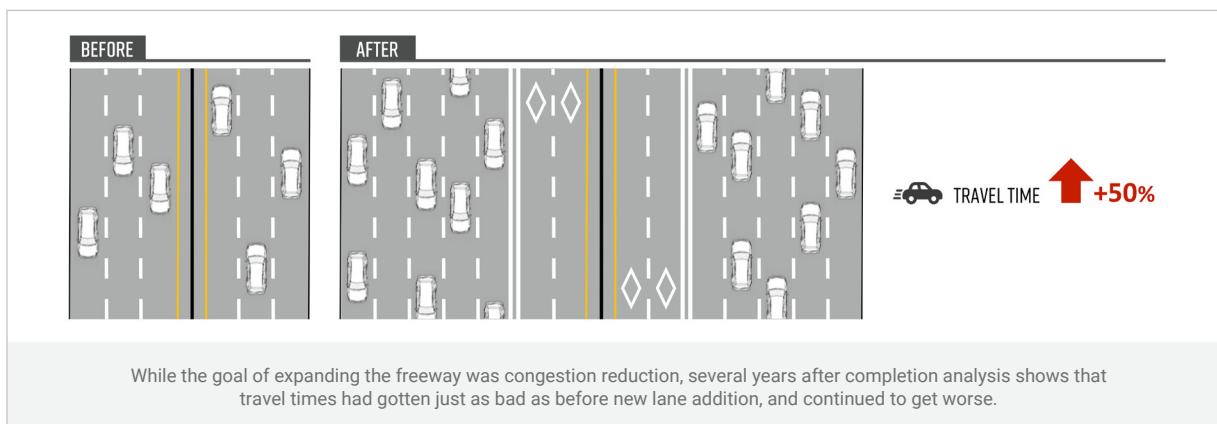 BEFORE
AFTER
TRAVEL TIME +50%
While the goal of expanding the freeway was congestion reduction, several years after completion analysis shows that
travel times had gotten just as bad as before new lane addition, and continued to get worse.